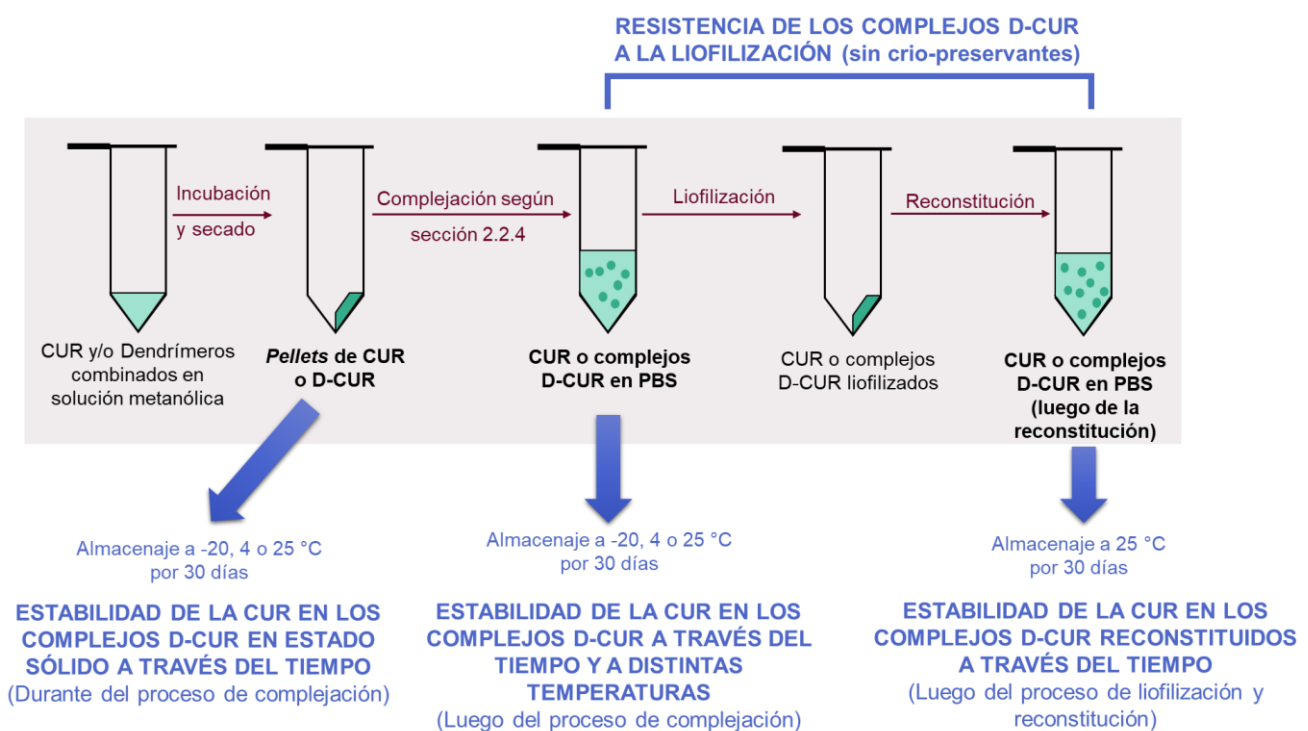 RESISTENCIA DE LOS COMPLEJOS D-CUR
A LA LIOFILIZACIÓN (sin crio-preservantes)
Incubación
y secado
Complejación según
sección 2.2.4
Liofilización
Reconstitución
CUR y/o Dendrímeros
combinados en
solución metanólica
Pellets de CUR
o D-CUR
CUR o complejos
D-CUR en PBS
CUR o complejos
D-CUR liofilizados
CUR o complejos
D-CUR en PBS
(luego de la
reconstitución)
Almacenaje a -20, 4 o 25 °C
por 30 días
ESTABILIDAD DE LA CUR EN LOS
COMPLEJOS D-CUR EN ESTADO
SÓLIDO A TRAVÉS DEL TIEMPO
(Durante del proceso de complejación)
Almacenaje a -20, 4 o 25 °C
por 30 días
ESTABILIDAD DE LA CUR EN LOS
COMPLEJOS D-CUR A TRAVÉS DEL
TIEMPO Y A DISTINTAS
TEMPERATURAS
(Luego del proceso de complejación)
Almacenaje a 25 °C
por 30 días
ESTABILIDAD DE LA CUR EN LOS
COMPLEJOS D-CUR RECONSTITUIDOS
A TRAVÉS DEL TIEMPO
(Luego del proceso de liofilización y
reconstitución)